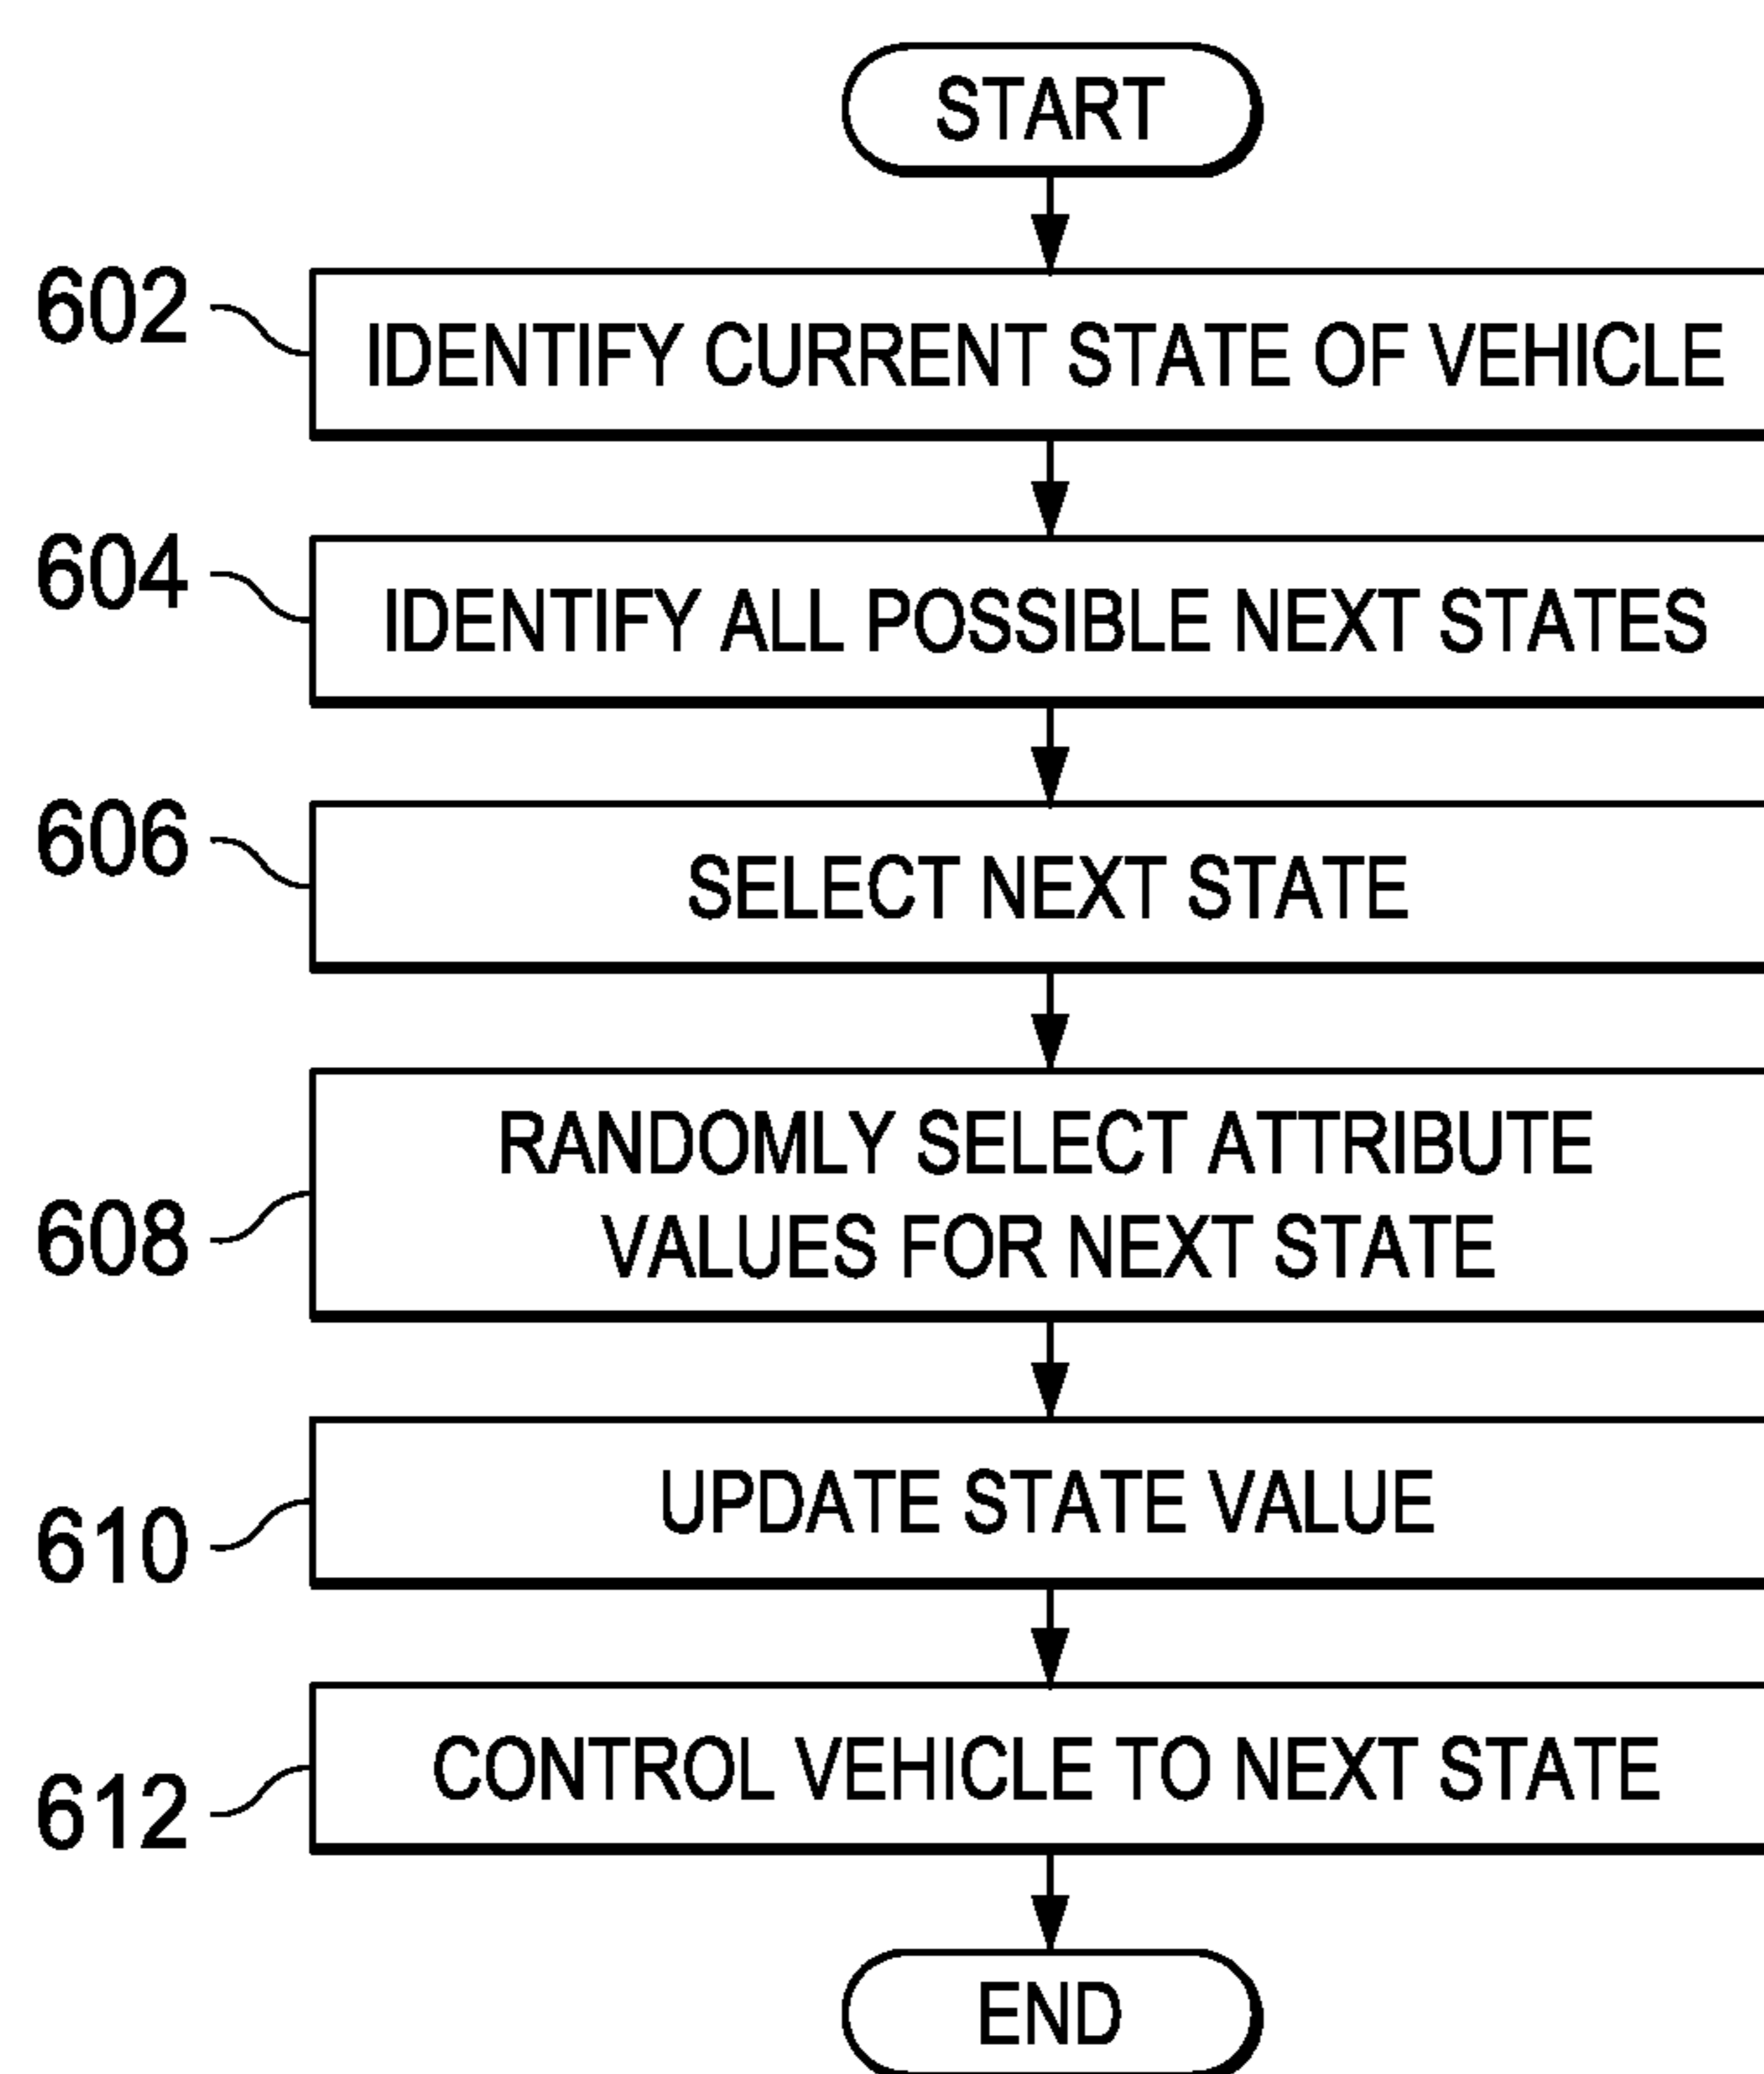 START
602
IDENTIFY CURRENT STATE OF VEHICLE
604
IDENTIFY ALL POSSIBLE NEXT STATES
606
SELECT NEXT STATE
608
RANDOMLY SELECT ATTRIBUTE
VALUES FOR NEXT STATE
610
UPDATE STATE VALUE
612
CONTROL VEHICLE TO NEXT STATE
END